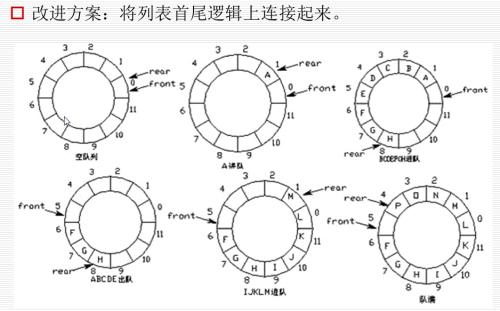 改进方案：将列表首尾逻辑上连接起来。
3 2
4 1 rear
5 0 front
6 11
7 10
8 9
空队列
3 2
4 A 1 rear
5 0 front
6 11
7 10
8 9
A进队
3 2
4 D C B A 1
5 E 0 front
6 F 11
7 G H 10
rear 8 9
BCDEFGH进队
3 2
4 1
front 5 0
6 F 11
7 G H 10
rear 8 9
ABCDE出队
3 2
4 M 1 rear
front 5 L 0
6 F K 11
7 G H I J 10
8 9
IJKLM进队
3 2
rear 4 P O N M 1
front 5 L 0
6 F K 11
7 G H I J 10
8 9
队满